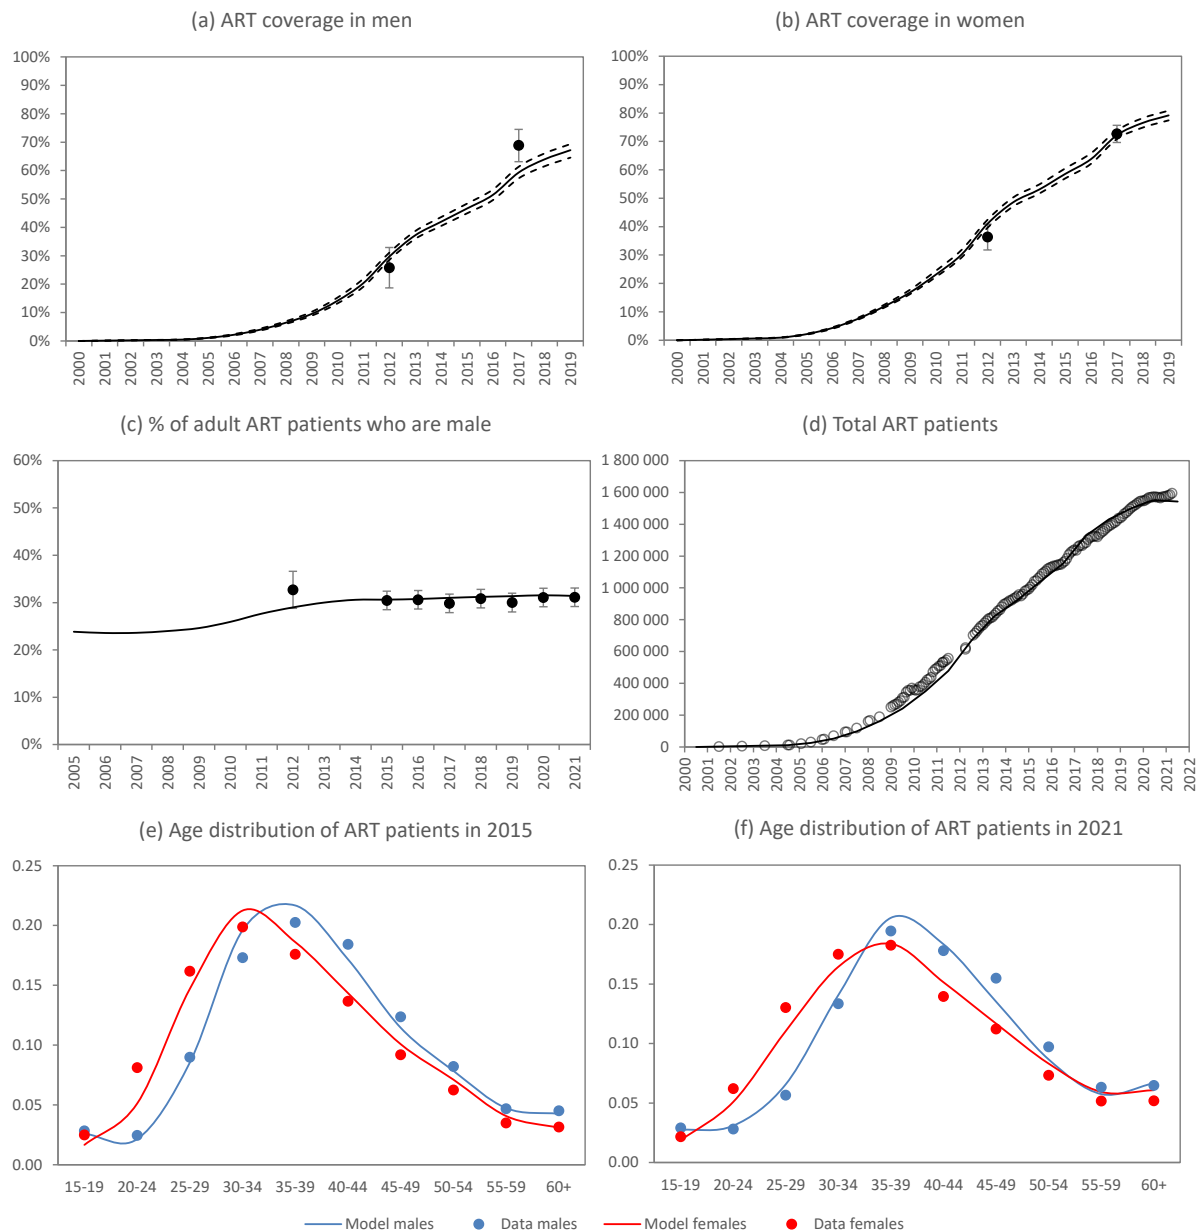 (a) ART coverage in men
100%
90%
80%
70%
60%
50%
40%
30%
20%
10%
0%
2000 2001 2002 2003 2004 2005 2006 2007 2008 2009 2010 2011 2012 2013 2014 2015 2016 2017 2018 2019
(b) ART coverage in women
100%
90%
80%
70%
60%
50%
40%
30%
20%
10%
0%
2000 2001 2002 2003 2004 2005 2006 2007 2008 2009 2010 2011 2012 2013 2014 2015 2016 2017 2018 2019
(c) % of adult ART patients who are male
60%
50%
40%
30%
20%
10%
0%
2005 2006 2007 2008 2009 2010 2011 2012 2013 2014 2015 2016 2017 2018 2019 2020 2021
(d) Total ART patients
1 800 000
1 600 000
1 400 000
1 200 000
1 000 000
800 000
600 000
400 000
200 000
0
2000 2001 2002 2003 2004 2005 2006 2007 2008 2009 2010 2011 2012 2013 2014 2015 2016 2017 2018 2019 2020 2021 2022
(e) Age distribution of ART patients in 2015
0.25
0.20
0.15
0.10
0.05
0.00
15-19 20-24 25-29 30-34 35-39 40-44 45-49 50-54 55-59 60+
(f) Age distribution of ART patients in 2021
0.25
0.20
0.15
0.10
0.05
0.00
15-19 20-24 25-29 30-34 35-39 40-44 45-49 50-54 55-59 60+
Model males Data males Model females Data females